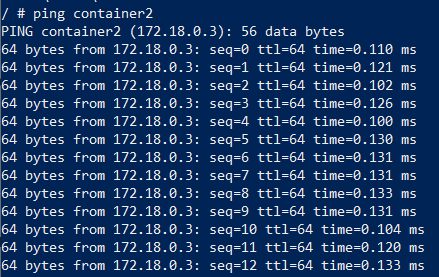 / # ping container2
PING container2 (172.18.0.3): 56 data bytes
64 bytes from 172.18.0.3: seq=0 ttl=64 time=0.110 ms
64 bytes from 172.18.0.3: seq=1 ttl=64 time=0.121 ms
64 bytes from 172.18.0.3: seq=2 ttl=64 time=0.102 ms
64 bytes from 172.18.0.3: seq=3 ttl=64 time=0.126 ms
64 bytes from 172.18.0.3: seq=4 ttl=64 time=0.100 ms
64 bytes from 172.18.0.3: seq=5 ttl=64 time=0.130 ms
64 bytes from 172.18.0.3: seq=6 ttl=64 time=0.131 ms
64 bytes from 172.18.0.3: seq=7 ttl=64 time=0.131 ms
64 bytes from 172.18.0.3: seq=8 ttl=64 time=0.133 ms
64 bytes from 172.18.0.3: seq=9 ttl=64 time=0.131 ms
64 bytes from 172.18.0.3: seq=10 ttl=64 time=0.104 ms
64 bytes from 172.18.0.3: seq=11 ttl=64 time=0.120 ms
64 bytes from 172.18.0.3: seq=12 ttl=64 time=0.133 ms